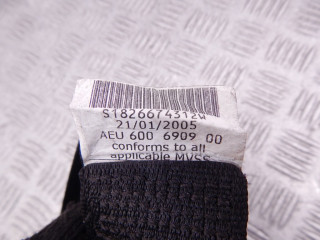 S1826674312W
21/01/2005
AEU 600 6909 00
conforms to all
applicable MVSS